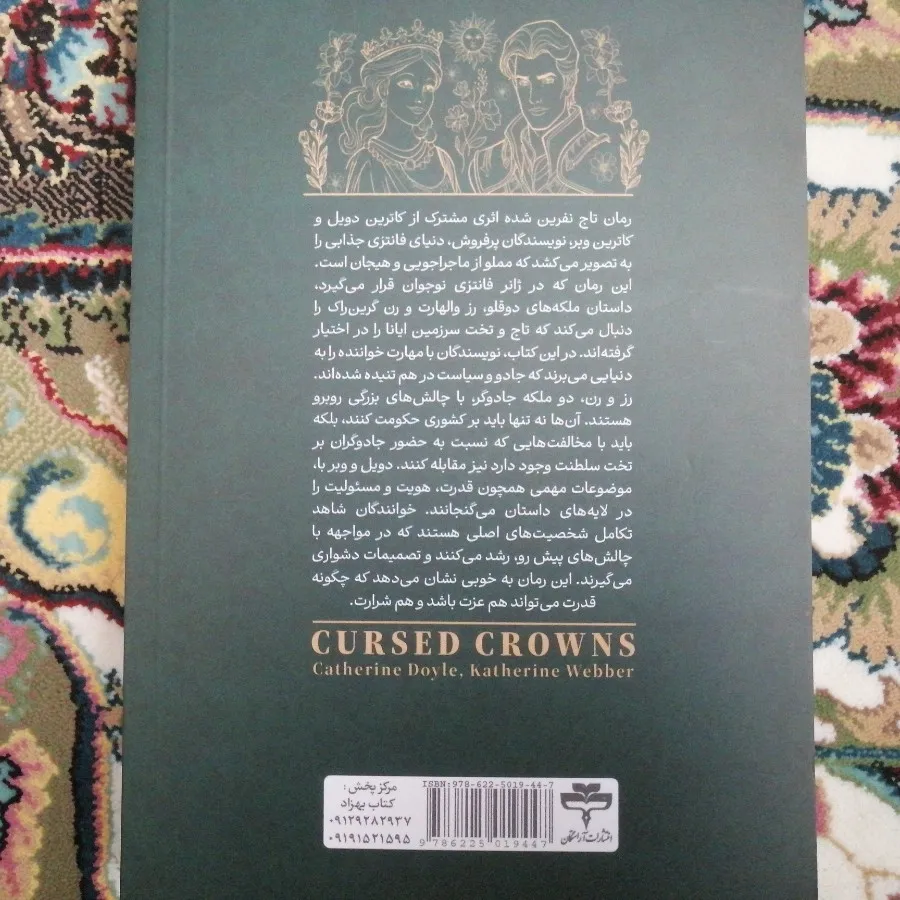 رمان تاج نفرین شده اثری مشترک از کاترین دویل و
کاترین وبر، نویسندگان پرفروش، دنیای فانتزی جذابی را
به تصویر می‌کشد که مملو از ماجراجویی و هیجان است.
این رمان که در ژانر فانتزی نوجوان قرار می‌گیرد،
داستان ملکه‌های دوقلو، رز والهارت و رن گرین‌راک را
دنبال می‌کند که تاج و تخت سرزمین ایانا را در اختیار
گرفته‌اند. در این کتاب، نویسندگان با مهارت خواننده را به
دنیایی می‌برند که جادو و سیاست در هم تنیده شده‌اند.
رز و رن، دو ملکه جادوگر، با چالش‌های بزرگی روبرو
هستند. آن‌ها نه تنها باید بر کشوری حکومت کنند، بلکه
باید با مخالفت‌هایی که نسبت به حضور جادوگران بر
تخت سلطنت وجود دارد نیز مقابله کنند. دویل و وبر با،
موضوعات مهمی همچون قدرت، هویت و مسئولیت را
در لایه‌های داستان می‌گنجانند. خوانندگان شاهد
تکامل شخصیت‌های اصلی هستند که در مواجهه با
چالش‌های پیش رو، رشد می‌کنند و تصمیمات دشواری
می‌گیرند. این رمان به خوبی نشان می‌دهد که چگونه
قدرت می‌تواند هم عزت باشد و هم شرارت.
CURSED CROWNS
Catherine Doyle, Katherine Webber
مرکز پخش:
کتاب بهزاد
۰۹۱۲۹۲۸۲۹۳۷
۰۹۱۹۱۵۲۱۵۹۵
ISBN:978-622-5019-44-7
9 786225 019447
انتشارات آراستگان